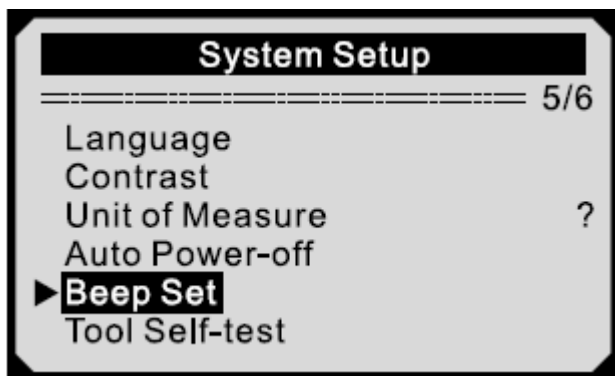 System Setup
5/6
Language
Contrast
Unit of Measure ?
Auto Power-off
Beep Set
Tool Self-test